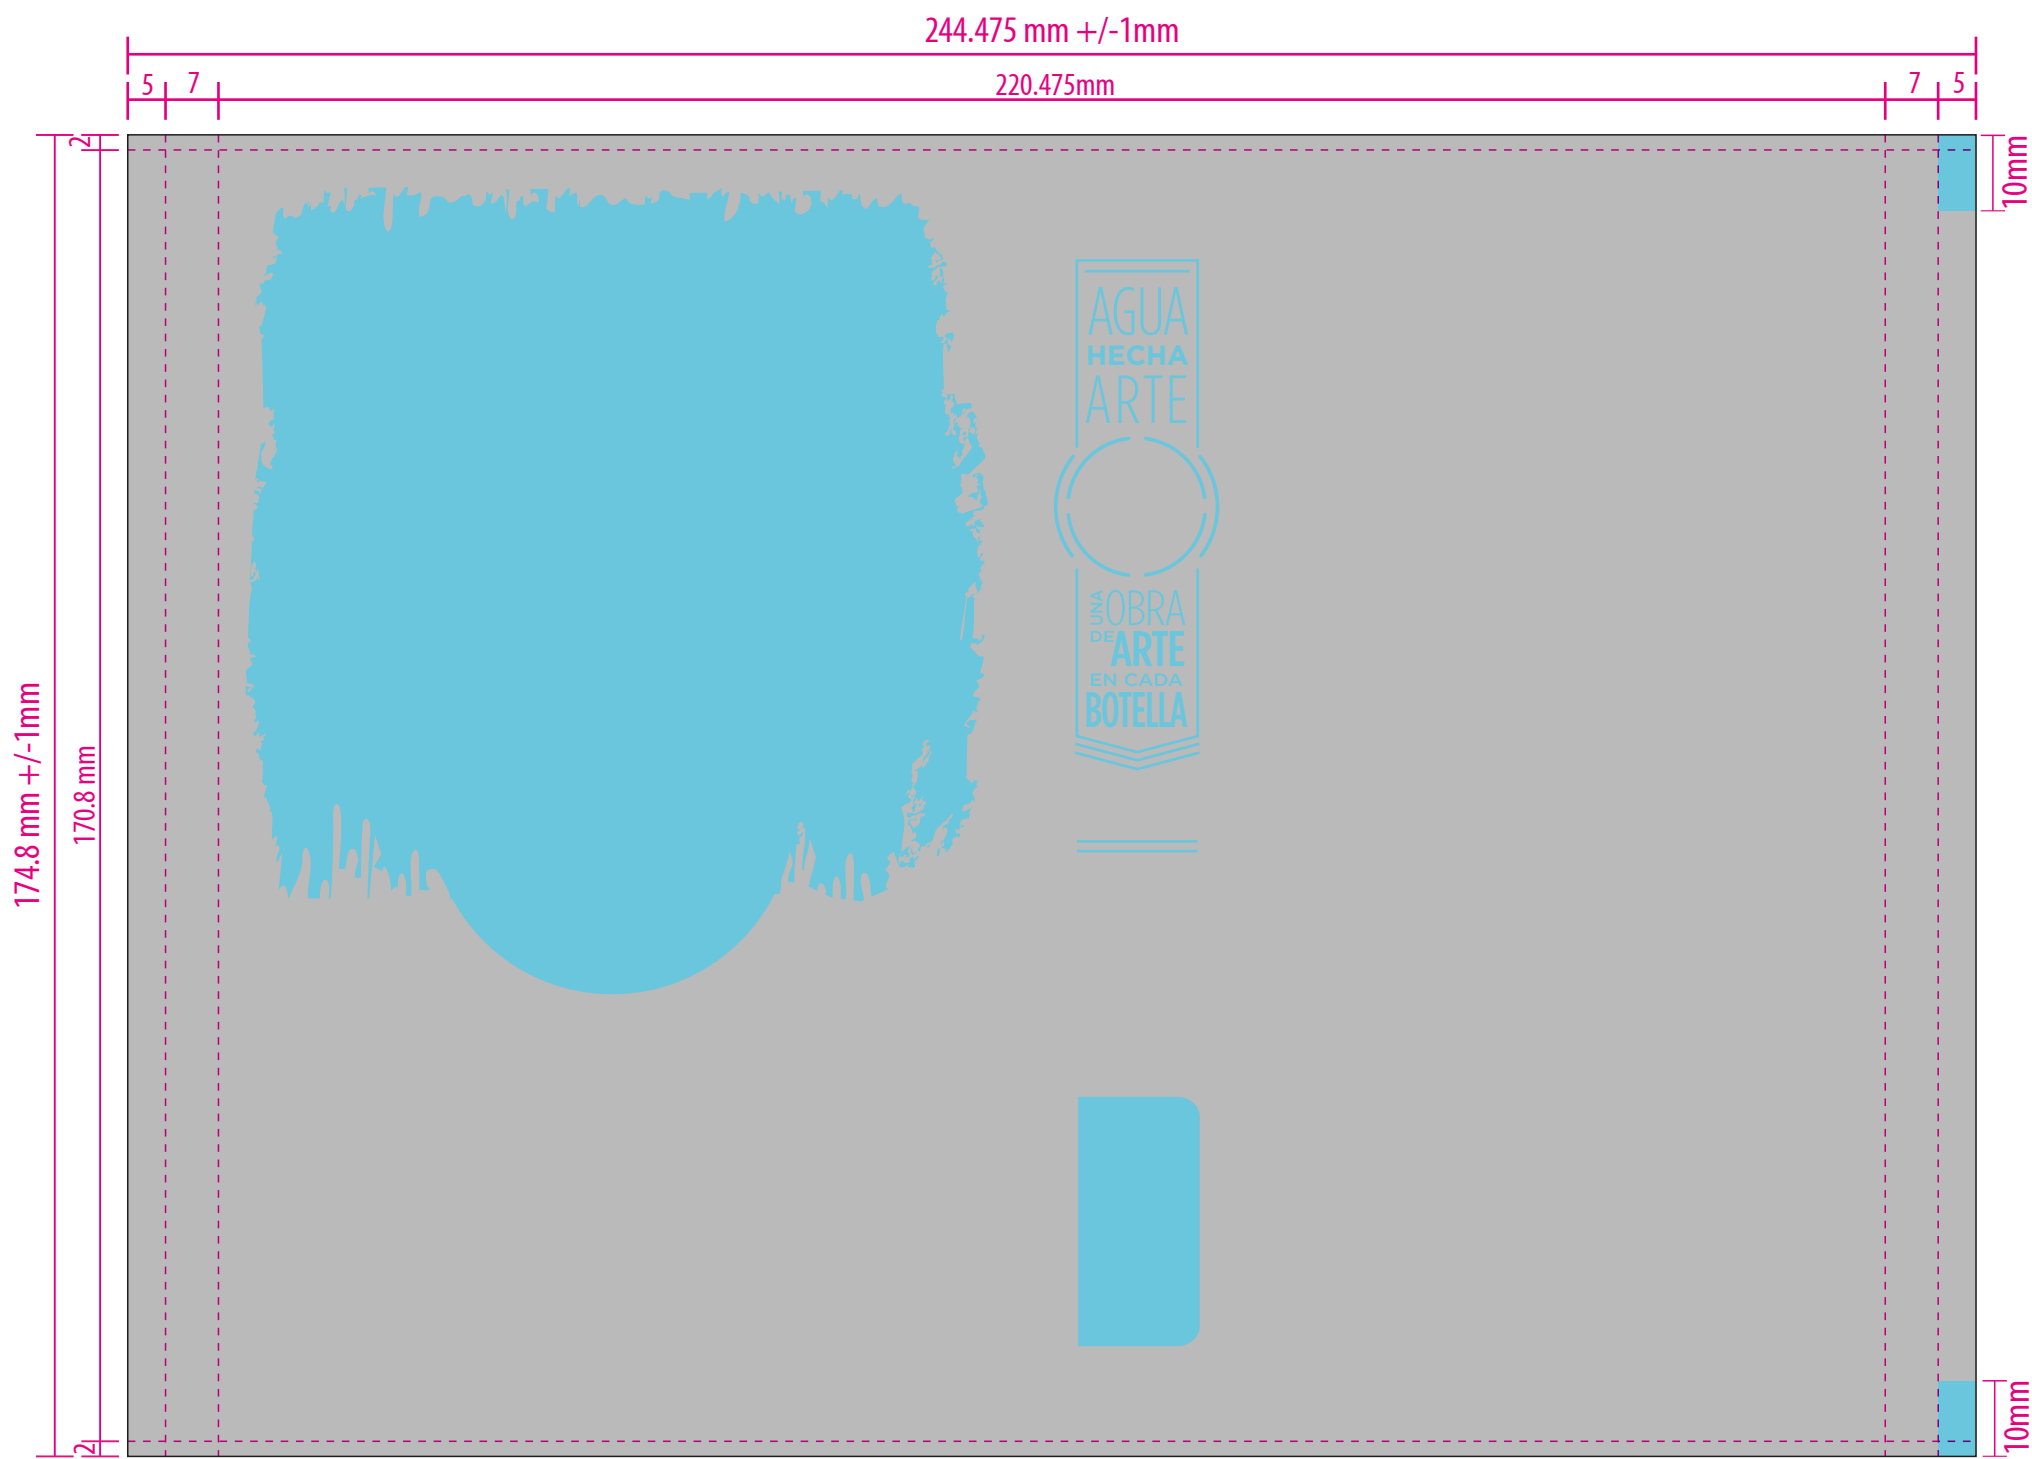 244.475 mm +/-1mm
5
7
220.475mm
7
5
2
10mm
174.8 mm +/-1mm
170.8 mm
AGUA
HECHA
ARTE
UNA OBRA
DE ARTE
EN CADA
BOTELLA
2
10mm